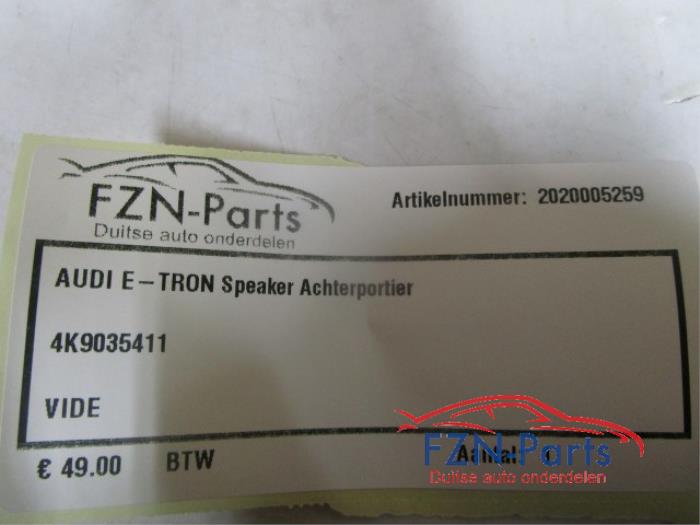 FZN-Parts
Duitse auto onderdelen
Artikelnummer: 2020005259
AUDI E-TRON Speaker Achterportier
4K9035411
VIDE
€ 49.00 BTW Aantal:
FZN-Parts
Duitse auto onderdelen